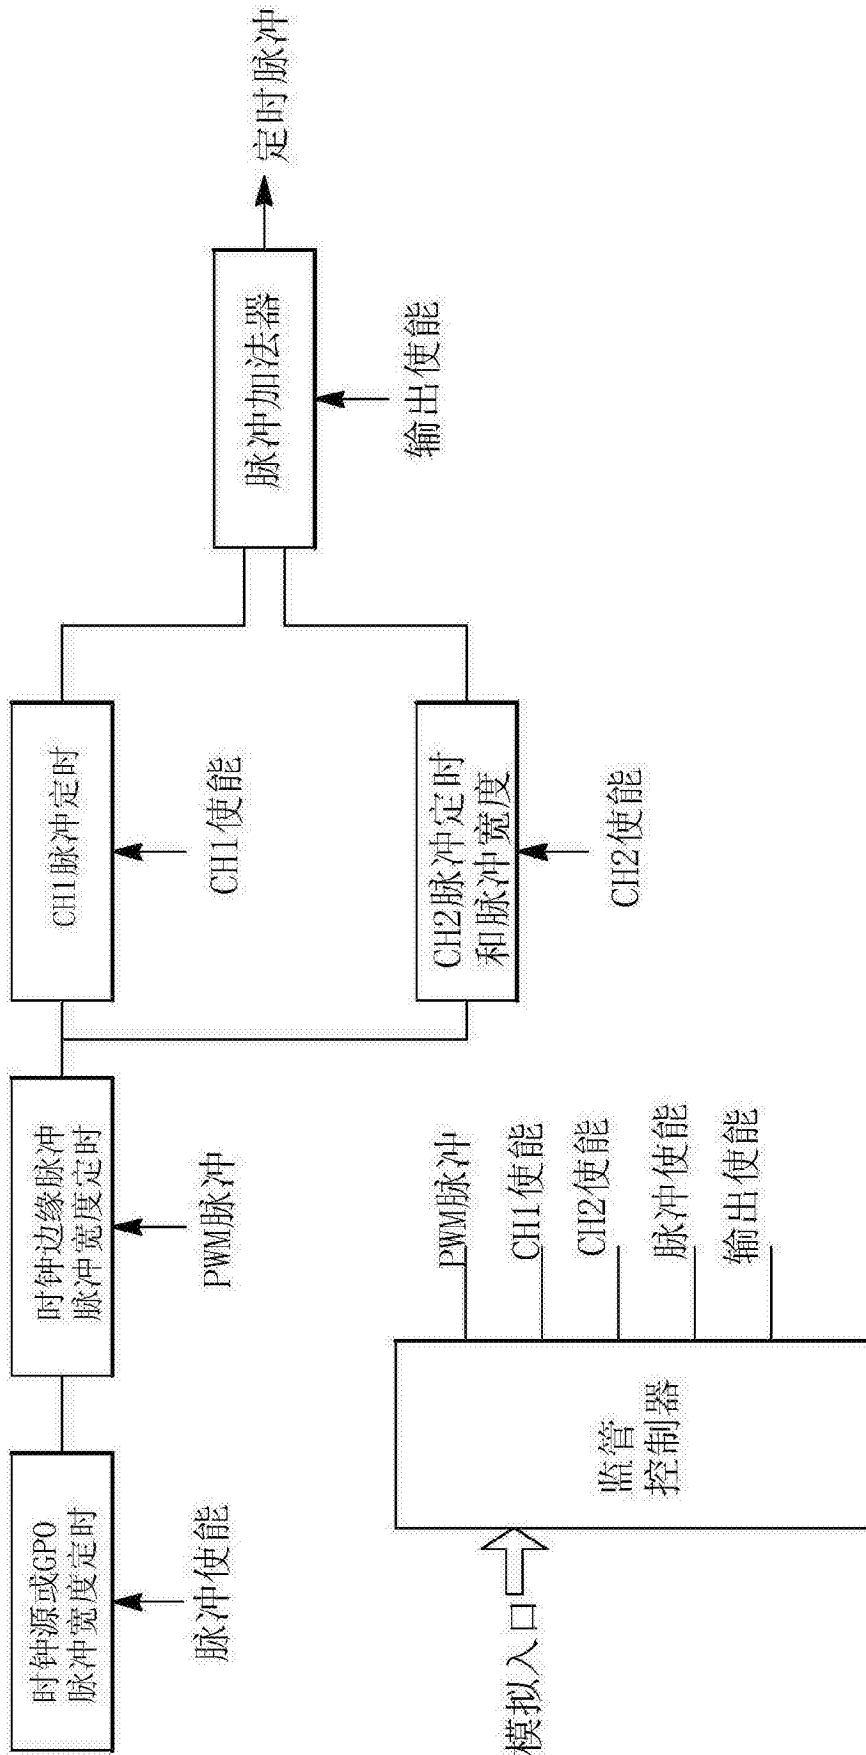 时钟源或GPO
脉冲宽度定时
脉冲使能
时钟边缘脉冲
脉冲宽度定时
PWM脉冲
CH1脉冲定时
CH1使能
CH2脉冲定时
和脉冲宽度
CH2使能
脉冲加法器
输出使能
定时脉冲
模拟入口
监管
控制器
PWM脉冲
CH1使能
CH2使能
脉冲使能
输出使能